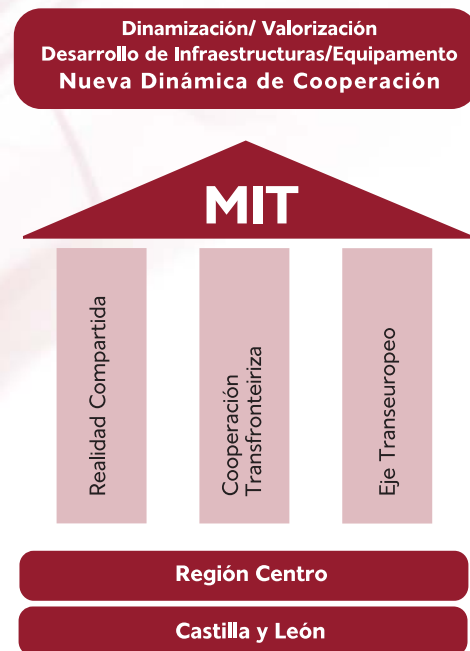 Dinamización/ Valorización
Desarrollo de Infraestructuras/Equipamento
Nueva Dinámica de Cooperación
MIT
Realidad Compartida
Cooperación
Transfronteiriza
Eje Transeuropeo
Región Centro
Castilla y León